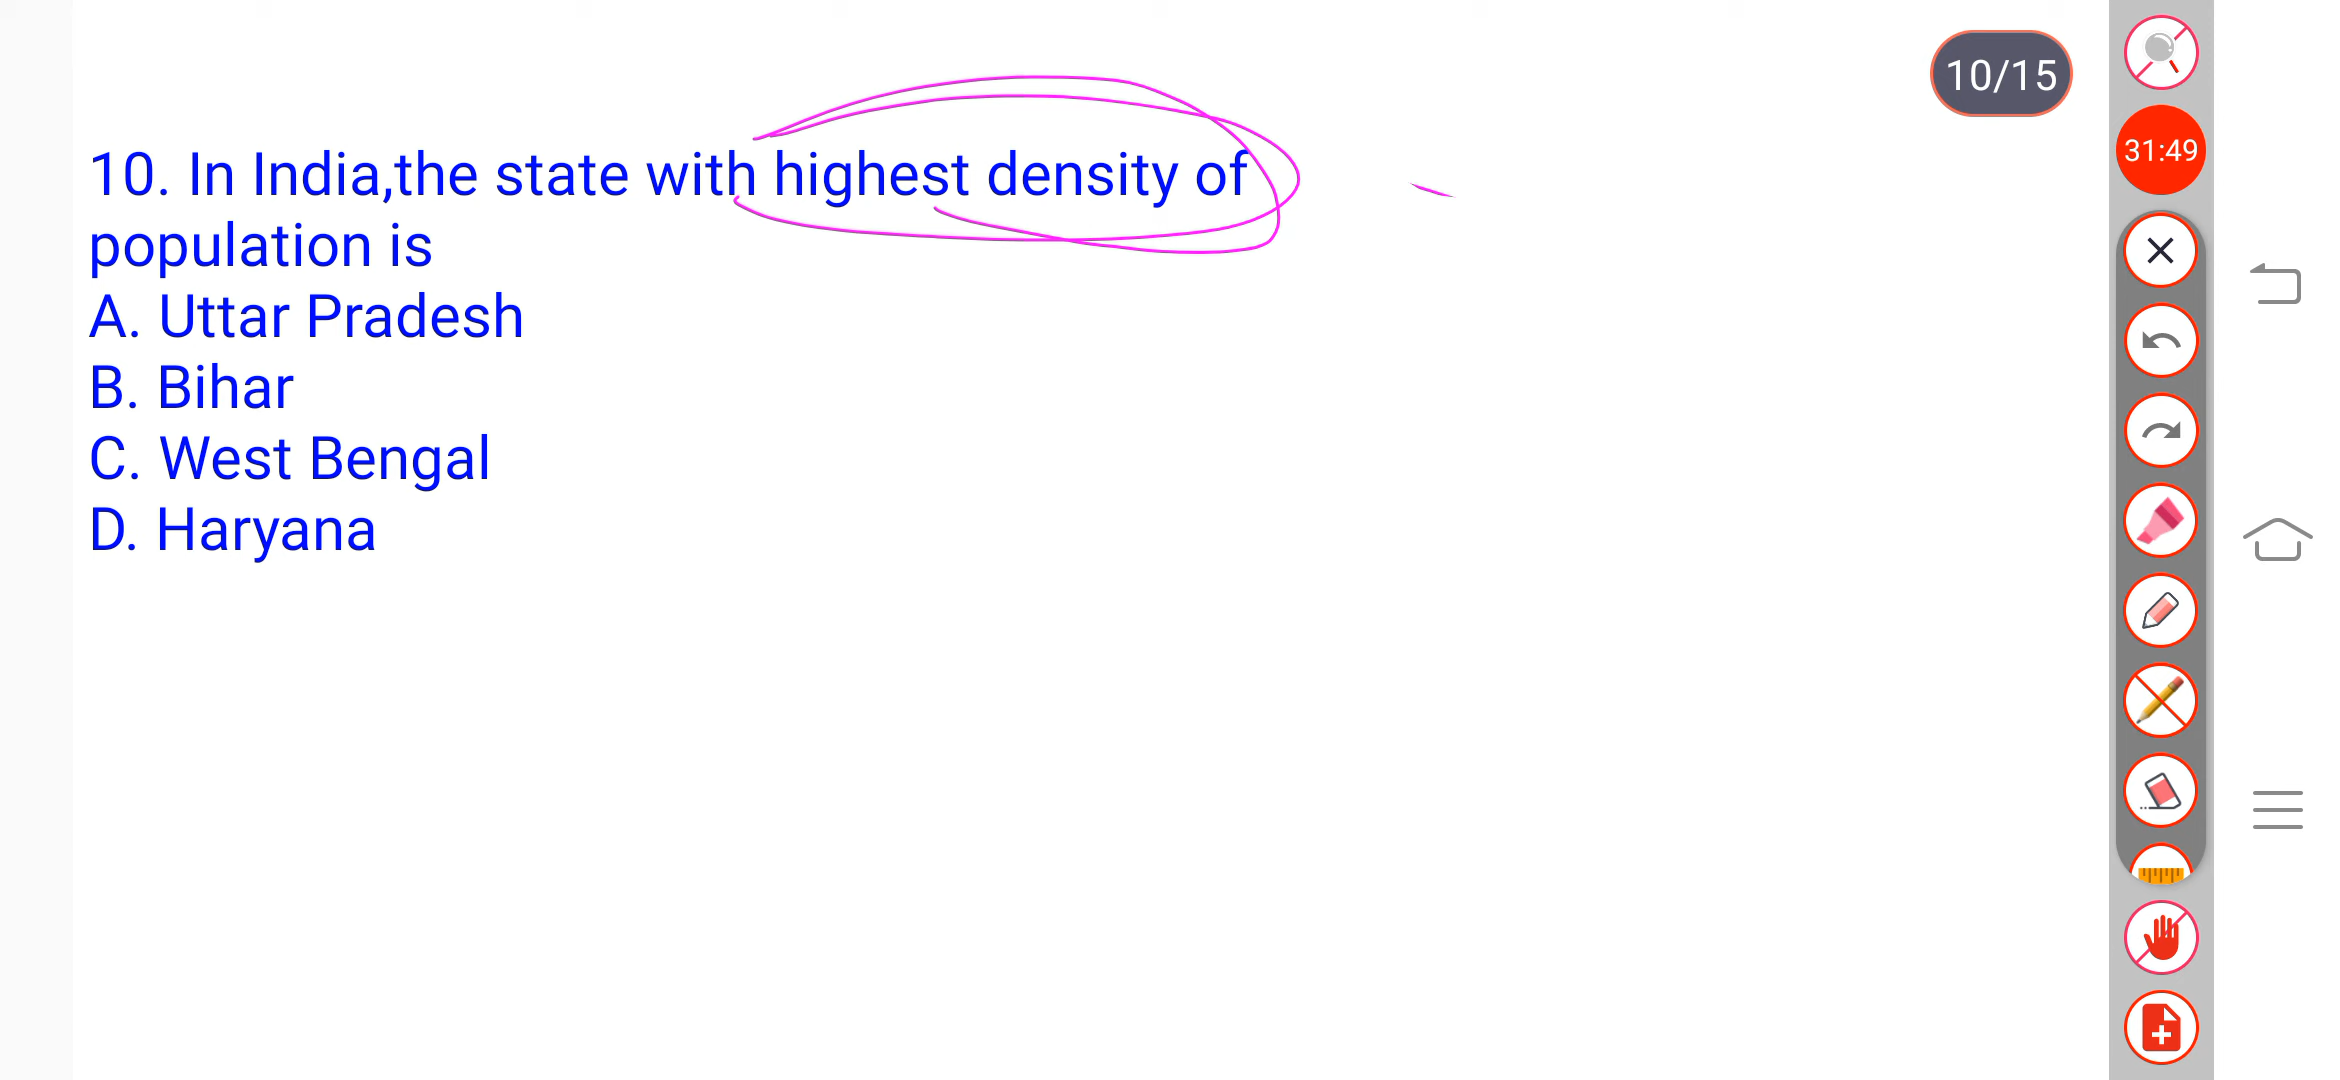 10/15
31:49
10. In India,the state with highest density of
population is
A. Uttar Pradesh
B. Bihar
C. West Bengal
D. Haryana